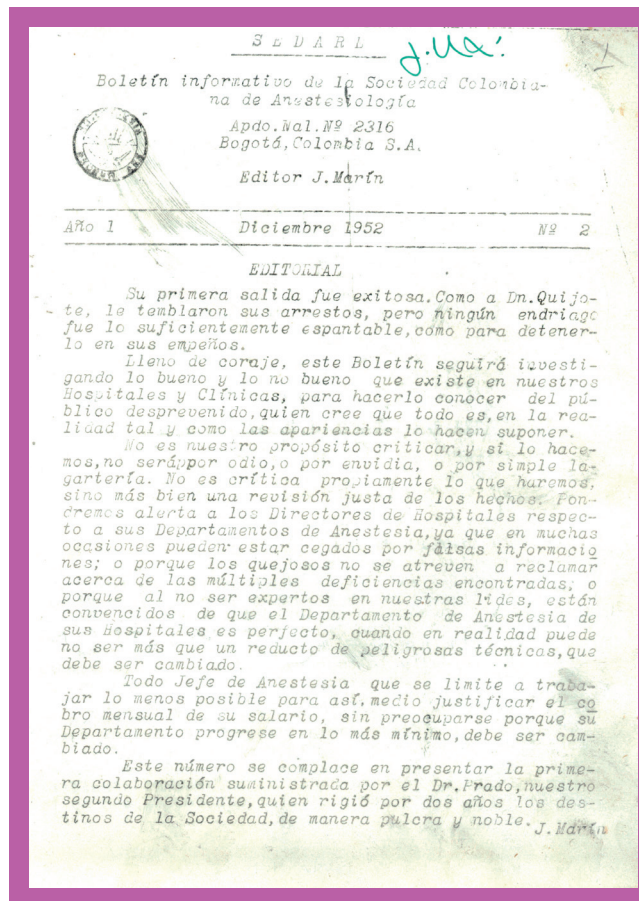 SEDARE
J.Ma:
1
Boletín informativo de la Sociedad Colombia-
na de Anestesiología
Apdo.Nal.Nº 2316
Bogotá,Colombia S.A.
Editor J.Marín
Año 1 Diciembre 1952 Nº 2
EDITORIAL
Su primera salida fue exitosa.Como a Dn.Quijo-
te, le temblaron sus arrestos, pero ningún endriago
fue lo suficientemente espantable,como para detener-
lo en sus empeños.
Lleno de coraje, este Boletín seguirá investi-
gando lo bueno y lo no bueno que existe en nuestros
Hospitales y Clínicas, para hacerlo conocer del pú-
blico desprevenido,quien cree que todo es,en la rea-
lidad tal y como las apariencias lo hacen suponer.
No es nuestro propósito criticar,y si lo hace-
mos,no seráppor odio,o por envidia, o por simple la-
gartería. No es crítica propiamente lo que haremos,
sino más bien una revisión justa de los hechos. Pon-
dremos alerta a los Directores de Hospitales respec-
to a sus Departamentos de Anestesia,ya que en muchas
ocasiones pueden estar cegados por falsas informacio
nes; o porque los quejosos no se atreven a reclamar
acerca de las múltiples deficiencias encontradas; o
porque al no ser expertos en nuestras lides, están
convencidos de que el Departamento de Anestesia de
sus Hospitales es perfecto, cuando en realidad puede
no ser más que un reducto de peligrosas técnicas,que
debe ser cambiado.
Todo Jefe de Anestesia que se limite a traba-
jar lo menos posible para así, medio justificar el co
bro mensual de su salario, sin preocuparse porque su
Departamento progrese en lo más mínimo,debe ser cam-
biado.
Este número se complace en presentar la prime-
ra colaboración suministrada por el Dr.Prado,nuestro
segundo Presidente,quien rigió por dos años los des-
tinos de la Sociedad,de manera pulcra y noble.
J. Marín